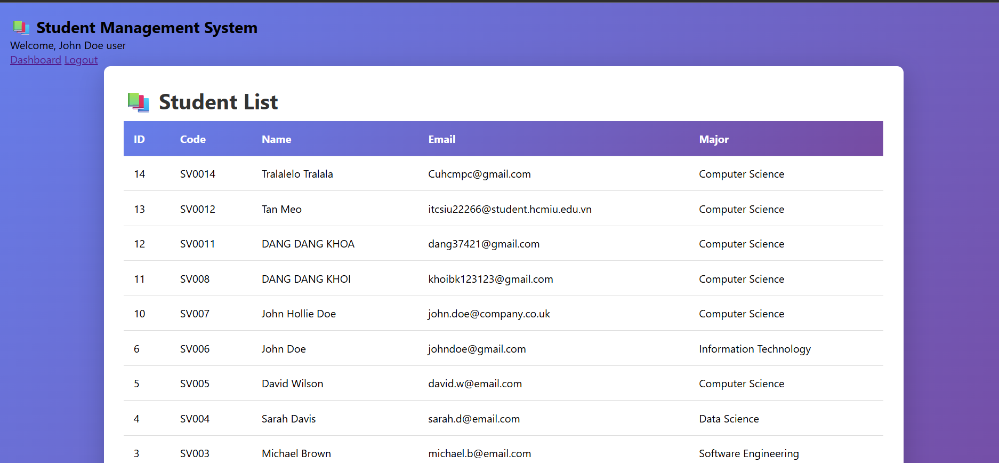 Student Management System
Welcome, John Doe user
Dashboard Logout
Student List
ID Code Name Email Major
14 SV0014 Tralalelo Tralala Cuhcmpc@gmail.com Computer Science
13 SV0012 Tan Meo itcsiu22266@student.hcmiu.edu.vn Computer Science
12 SV0011 DANG DANG KHOA dang37421@gmail.com Computer Science
11 SV008 DANG DANG KHOI khoibk123123@gmail.com Computer Science
10 SV007 John Hollie Doe john.doe@company.co.uk Computer Science
6 SV006 John Doe johndoe@gmail.com Information Technology
5 SV005 David Wilson david.w@email.com Computer Science
4 SV004 Sarah Davis sarah.d@email.com Data Science
3 SV003 Michael Brown michael.b@email.com Software Engineering